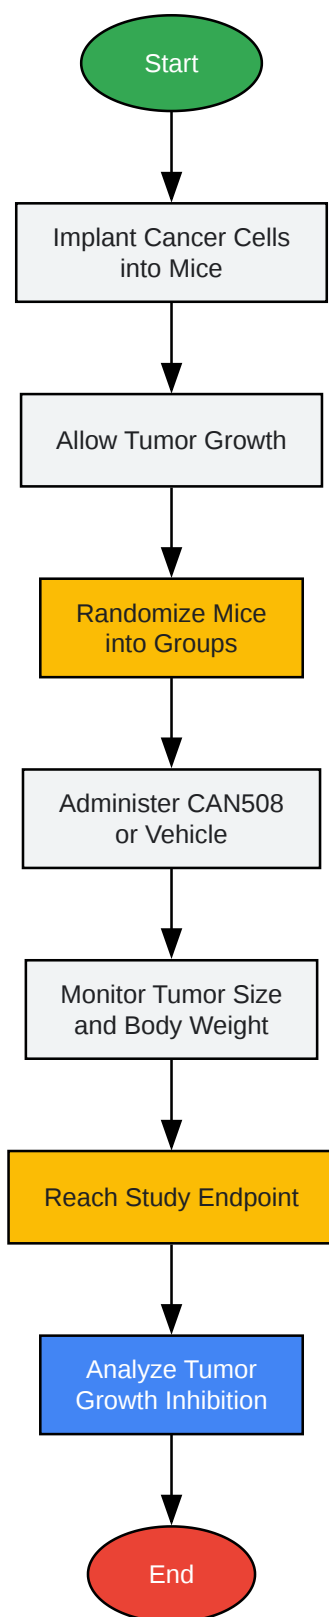 Start
Implant Cancer Cells
into Mice
Allow Tumor Growth
Randomize Mice
into Groups
Administer CAN508
or Vehicle
Monitor Tumor Size
and Body Weight
Reach Study Endpoint
Analyze Tumor
Growth Inhibition
End